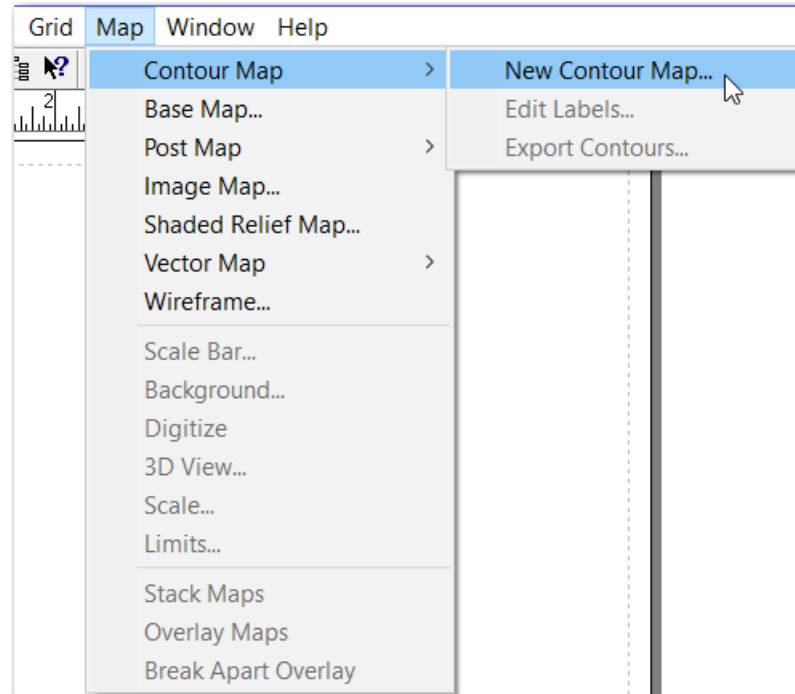 Grid Map Window Help
2
Contour Map
Base Map...
Post Map
Image Map...
Shaded Relief Map...
Vector Map
Wireframe...
Scale Bar...
Background...
Digitize
3D View...
Scale...
Limits...
Stack Maps
Overlay Maps
Break Apart Overlay
New Contour Map...
Edit Labels...
Export Contours...